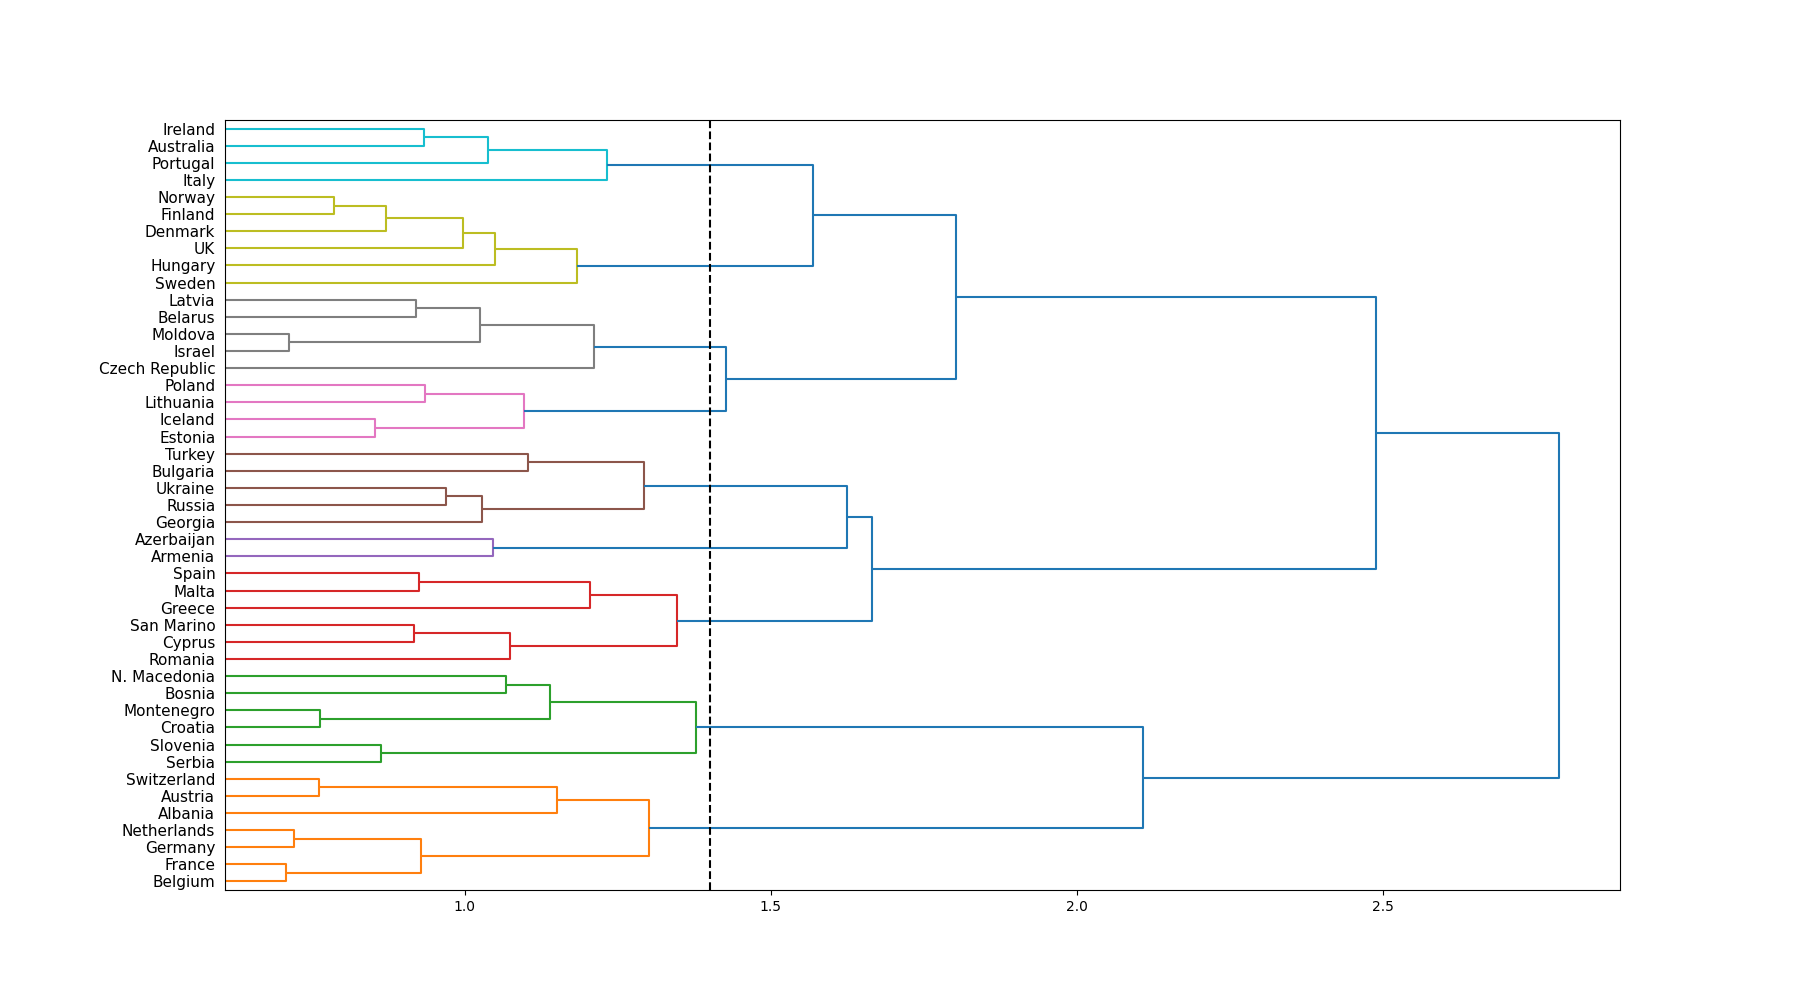 Ireland
Australia
Portugal
Italy
Norway
Finland
Denmark
UK
Hungary
Sweden
Latvia
Belarus
Moldova
Israel
Czech Republic
Poland
Lithuania
Iceland
Estonia
Turkey
Bulgaria
Ukraine
Russia
Georgia
Azerbaijan
Armenia
Spain
Malta
Greece
San Marino
Cyprus
Romania
N. Macedonia
Bosnia
Montenegro
Croatia
Slovenia
Serbia
Switzerland
Austria
Albania
Netherlands
Germany
France
Belgium
1.0 1.5 2.0 2.5